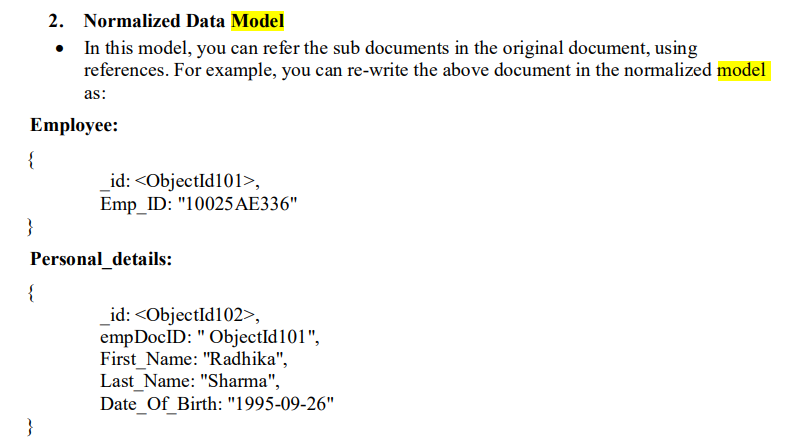 2. Normalized Data Model
• In this model, you can refer the sub documents in the original document, using
references. For example, you can re-write the above document in the normalized model
as:
Employee:
{
_id: <ObjectId101>,
Emp_ID: "10025AE336"
}
Personal_details:
{
_id: <ObjectId102>,
empDocID: " ObjectId101",
First_Name: "Radhika",
Last_Name: "Sharma",
Date_Of_Birth: "1995-09-26"
}